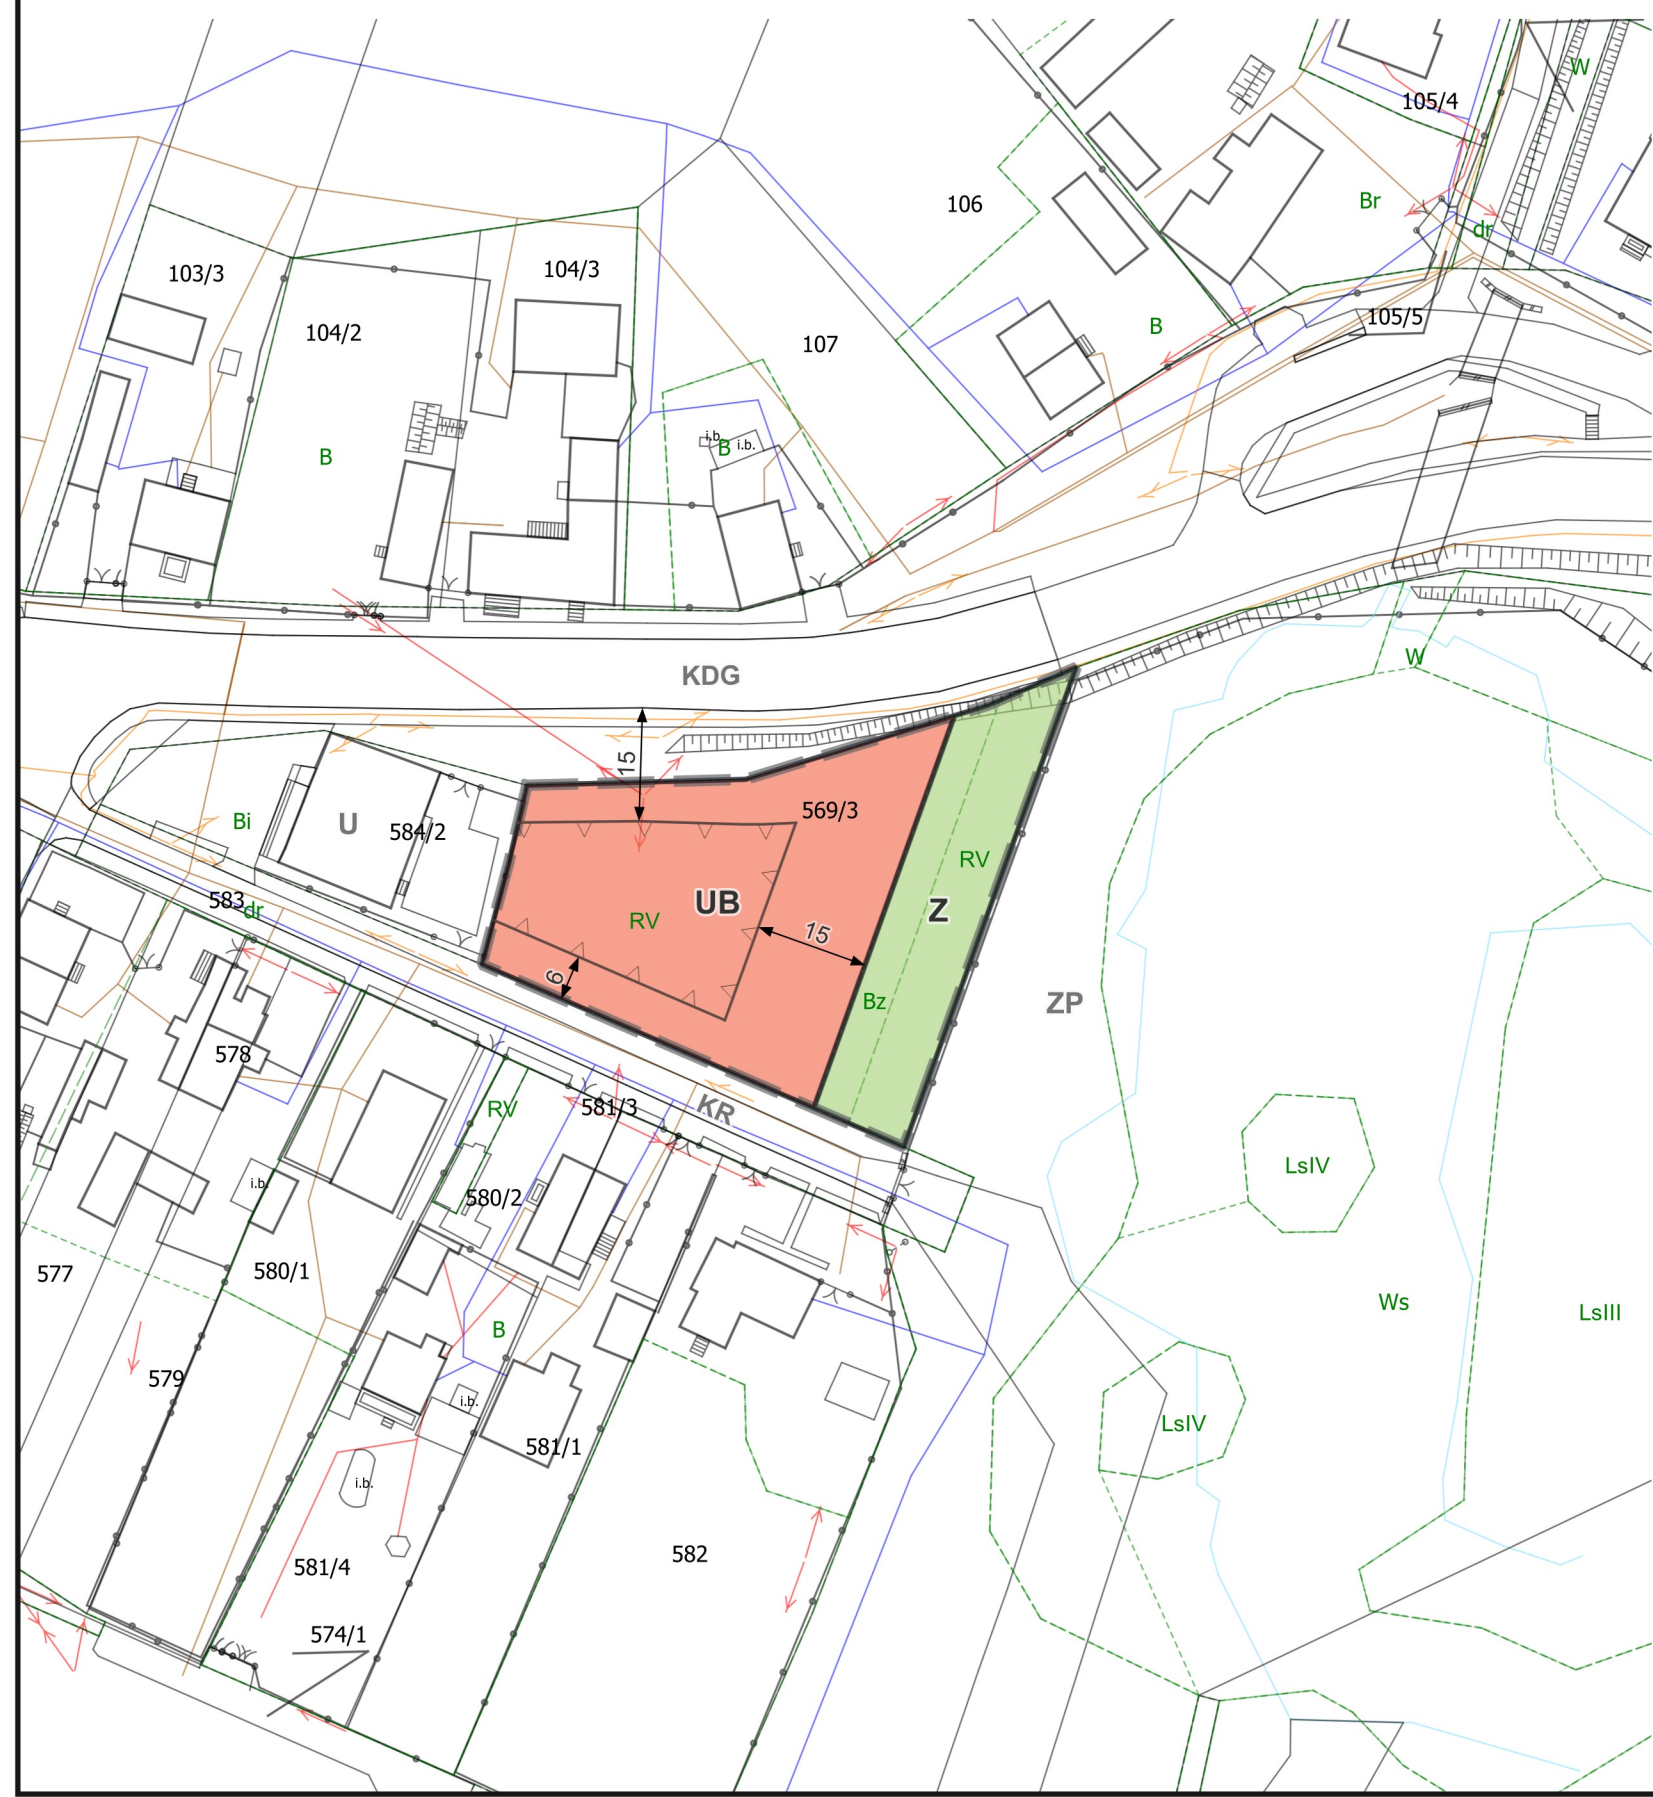 W
105/4
106
Br
dr
103/3
104/3
105/5
104/2
107
B
i.b.
B
i.b.
B
W
KDG
15
569/3
Bi
U
584/2
RV
583
dr
UB
Z
RV
15
6
Bz
ZP
578
RV
581/3
KR
LsIV
i.b.
580/2
577
580/1
Ws
LsIII
B
579
i.b.
LsIV
581/1
i.b.
582
581/4
574/1